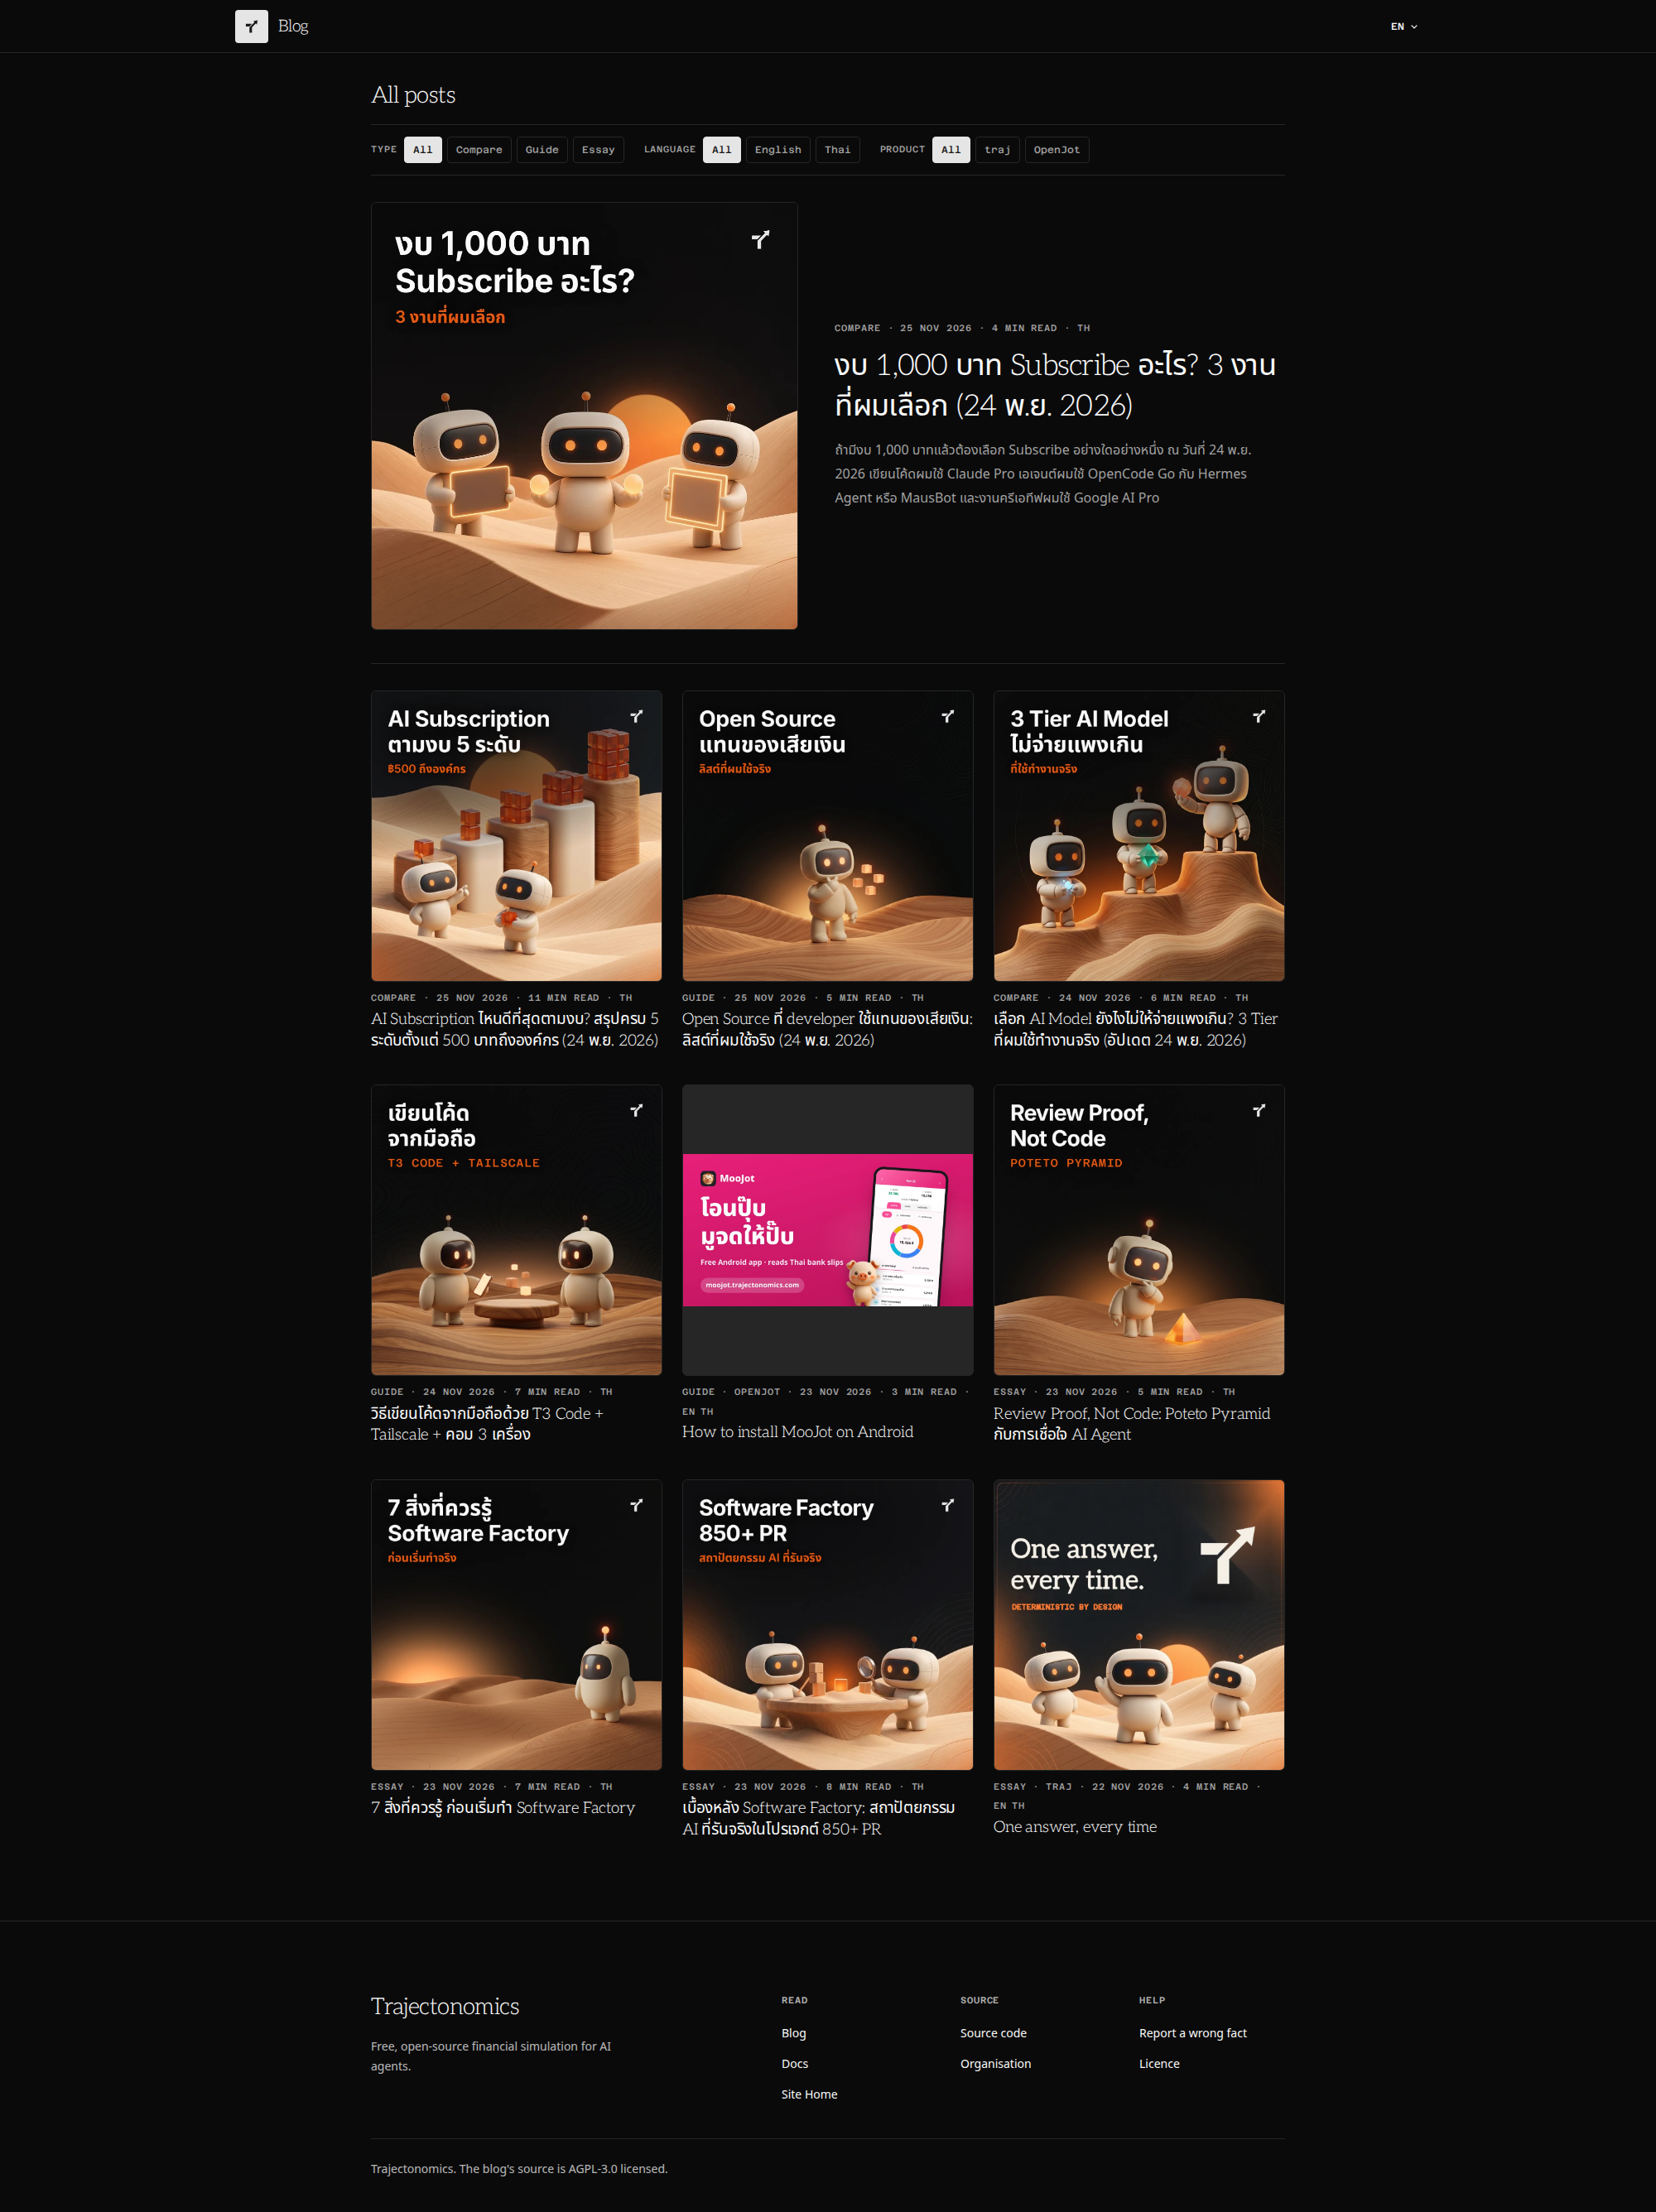 Blog
EN
All posts
TYPE All Compare Guide Essay LANGUAGE All English Thai PRODUCT All traj OpenJot
งบ 1,000 บาท
Subscribe อะไร?
3 งานที่ผมเลือก
COMPARE · 25 NOV 2026 · 4 MIN READ · TH
งบ 1,000 บาท Subscribe อะไร? 3 งาน
ที่ผมเลือก (24 พ.ย. 2026)
ถ้ามีงบ 1,000 บาทแล้วต้องเลือก Subscribe อย่างใดอย่างหนึ่ง ณ วันที่ 24 พ.ย.
2026 เขียนโค้ดผมใช้ Claude Pro เอเจนต์ผมใช้ OpenCode Go กับ Hermes
Agent หรือ MausBot และงานครีเอทีฟผมใช้ Google AI Pro
AI Subscription
ตามงบ 5 ระดับ
฿500 ถึงองค์กร
COMPARE · 25 NOV 2026 · 11 MIN READ · TH
AI Subscription ไหนดีที่สุดตามงบ? สรุปครบ 5
ระดับตั้งแต่ 500 บาทถึงองค์กร (24 พ.ย. 2026)
Open Source
แทนของเสียเงิน
ลิสต์ที่ผมใช้จริง
GUIDE · 25 NOV 2026 · 5 MIN READ · TH
Open Source ที่ developer ใช้แทนของเสียเงิน:
ลิสต์ที่ผมใช้จริง (24 พ.ย. 2026)
3 Tier AI Model
ไม่จ่ายแพงเกิน
ที่ใช้ทำงานจริง
COMPARE · 24 NOV 2026 · 6 MIN READ · TH
เลือก AI Model ยังไงไม่ให้จ่ายแพงเกิน? 3 Tier
ที่ผมใช้ทำงานจริง (อัปเดต 24 พ.ย. 2026)
เขียนโค้ด
จากมือถือ
T3 CODE + TAILSCALE
GUIDE · 24 NOV 2026 · 7 MIN READ · TH
วิธีเขียนโค้ดจากมือถือด้วย T3 Code +
Tailscale + คอม 3 เครื่อง
MooJot
โอนปุ๊บ
มูจดให้ปั๊บ
Free Android app · reads Thai bank slips
moojot.trajectonomics.com
GUIDE · OPENJOT · 23 NOV 2026 · 3 MIN READ ·
EN TH
How to install MooJot on Android
Review Proof,
Not Code
POTETO PYRAMID
ESSAY · 23 NOV 2026 · 5 MIN READ · TH
Review Proof, Not Code: Poteto Pyramid
กับการเชื่อใจ AI Agent
7 สิ่งที่ควรรู้
Software Factory
ก่อนเริ่มทำจริง
ESSAY · 23 NOV 2026 · 7 MIN READ · TH
7 สิ่งที่ควรรู้ ก่อนเริ่มทำ Software Factory
Software Factory
850+ PR
สถาปัตยกรรม AI ที่รันจริง
ESSAY · 23 NOV 2026 · 8 MIN READ · TH
เบื้องหลัง Software Factory: สถาปัตยกรรม
AI ที่รันจริงในโปรเจกต์ 850+ PR
One answer,
every time.
DETERMINISTIC BY DESIGN
ESSAY · TRAJ · 22 NOV 2026 · 4 MIN READ ·
EN TH
One answer, every time
Trajectonomics
Free, open-source financial simulation for AI
agents.
READ
Blog
Docs
Site Home
SOURCE
Source code
Organisation
HELP
Report a wrong fact
Licence
Trajectonomics. The blog's source is AGPL-3.0 licensed.